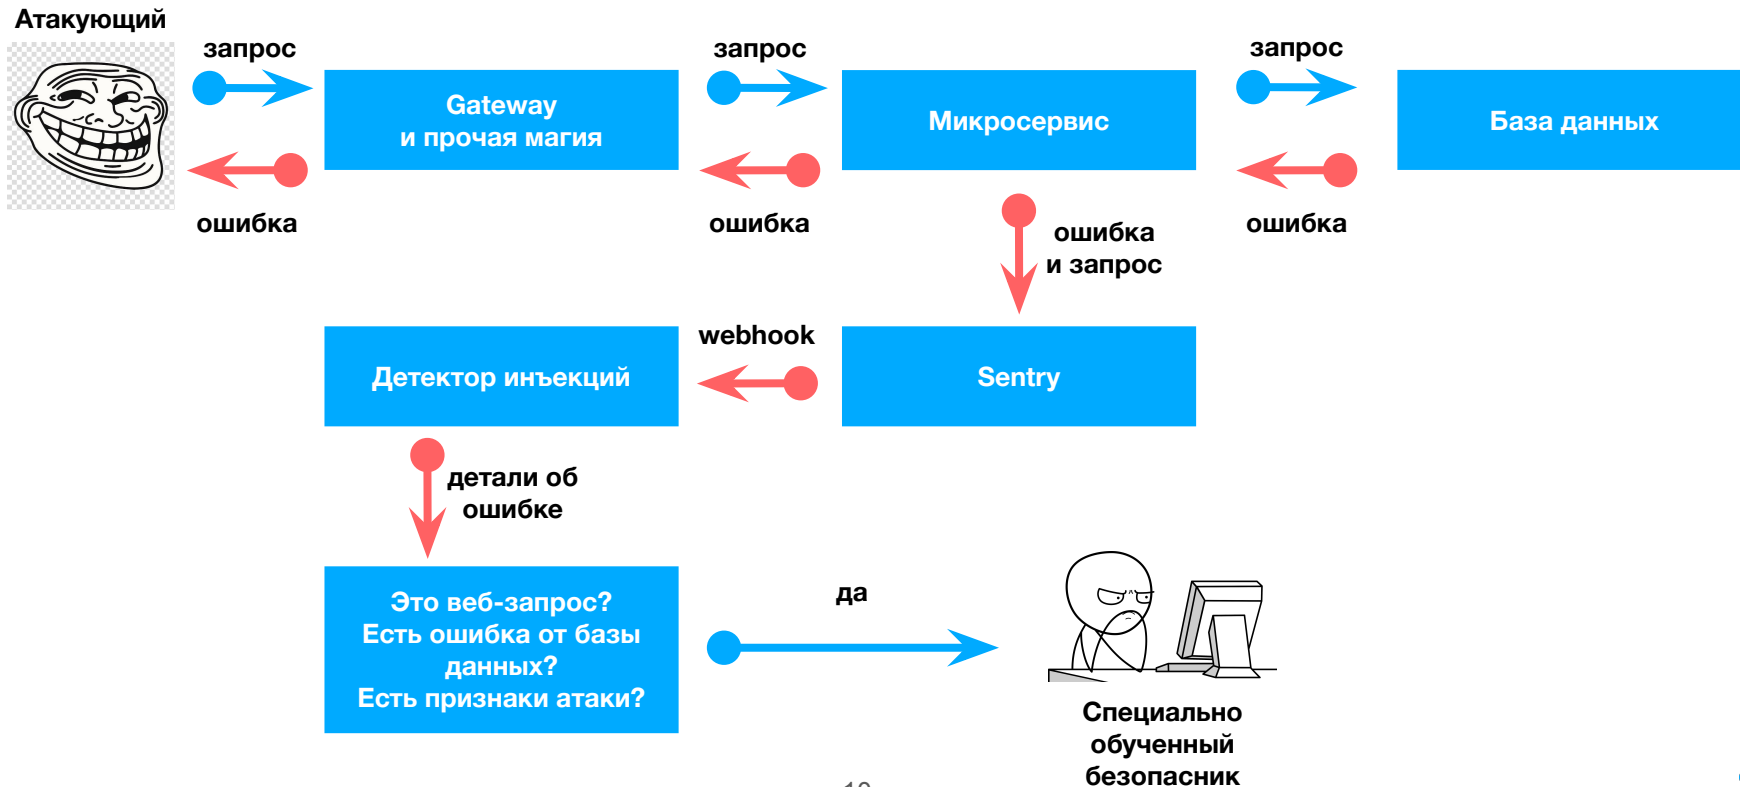 Атакующий
запрос
запрос
запрос
Gateway
и прочая магия
Микросервис
База данных
ошибка
ошибка
ошибка
ошибка
и запрос
webhook
Детектор инъекций
Sentry
детали об
ошибке
Это веб-запрос?
Есть ошибка от базы
данных?
Есть признаки атаки?
да
Специально
обученный
безопасник